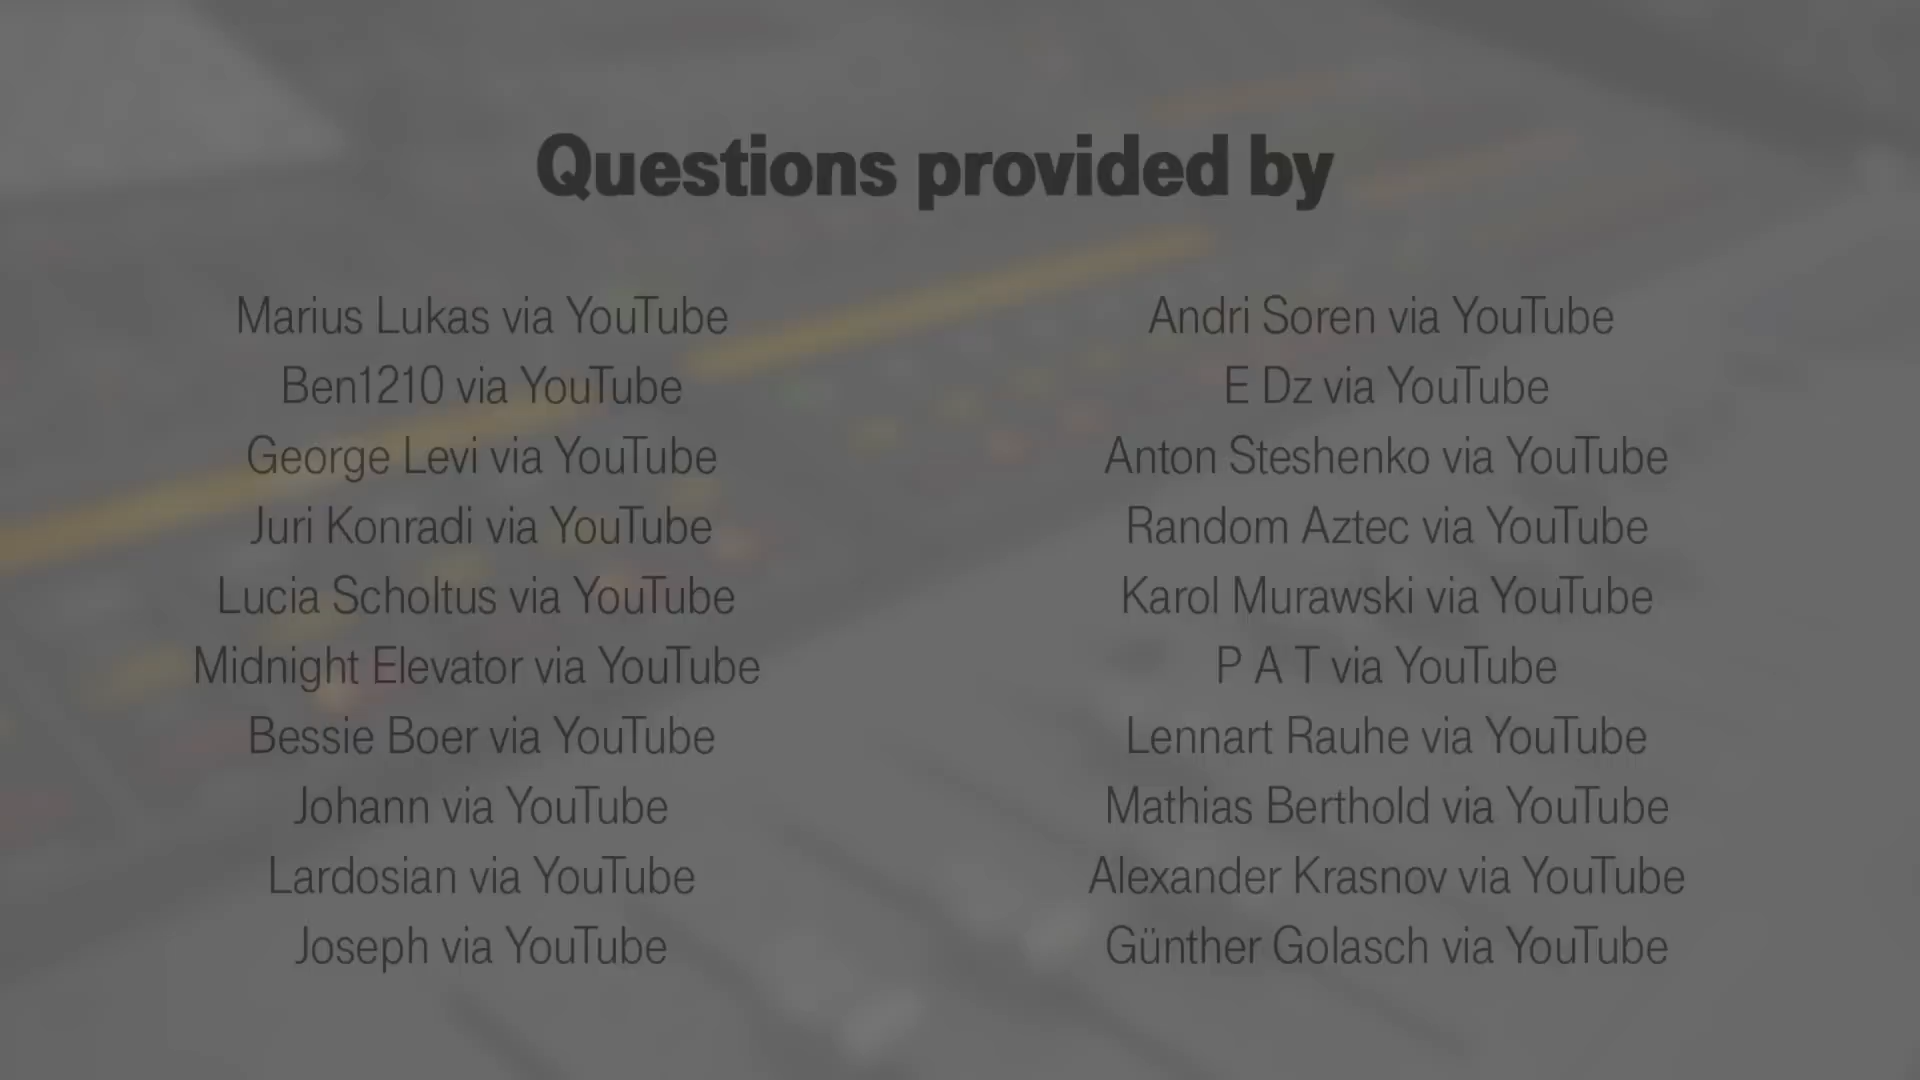 Questions provided by
Marius Lukas via YouTube
Ben1210 via YouTube
George Levi via YouTube
Juri Konradi via YouTube
Lucia Scholtus via YouTube
Midnight Elevator via YouTube
Bessie Boer via YouTube
Johann via YouTube
Lardosian via YouTube
Joseph via YouTube
Andri Soren via YouTube
E Dz via YouTube
Anton Steshenko via YouTube
Random Aztec via YouTube
Karol Murawski via YouTube
P A T via YouTube
Lennart Rauhe via YouTube
Mathias Berthold via YouTube
Alexander Krasnov via YouTube
Günther Golasch via YouTube